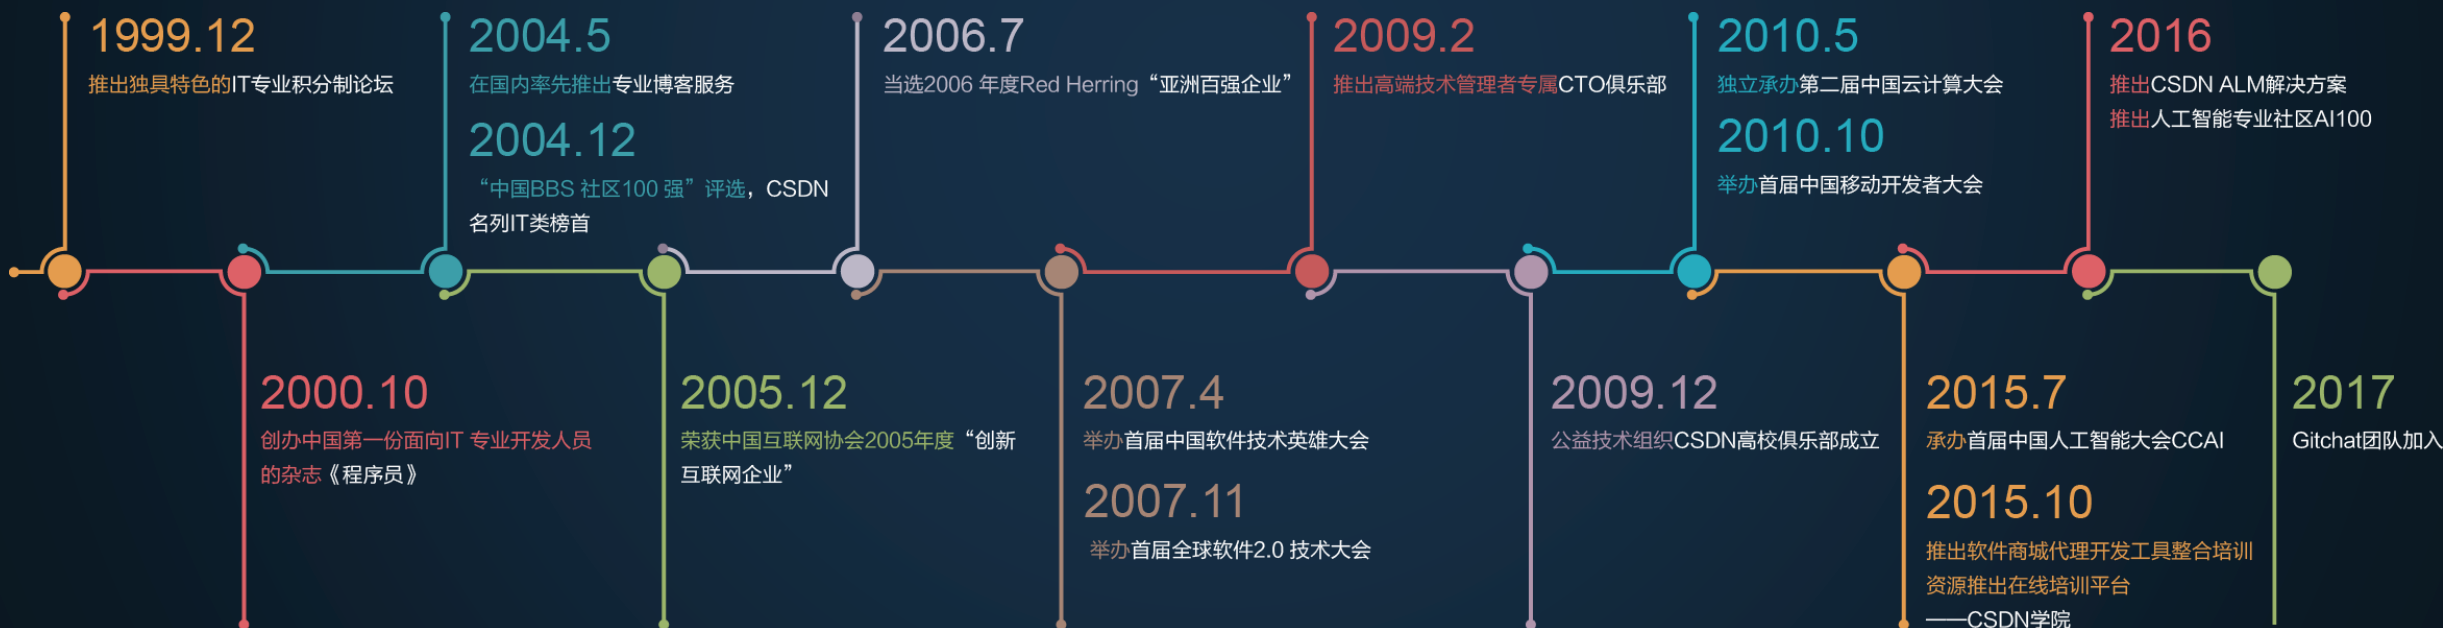 1999.12
推出独具特色的IT专业积分制论坛
2000.10
创办中国第一份面向IT 专业开发人员
的杂志《程序员》
2004.5
在国内率先推出专业博客服务
2004.12
“中国BBS 社区100 强”评选，CSDN
名列IT类榜首
2005.12
荣获中国互联网协会2005年度“创新
互联网企业”
2006.7
当选2006 年度Red Herring“亚洲百强企业”
2007.4
举办首届中国软件技术英雄大会
2007.11
举办首届全球软件2.0 技术大会
2009.2
推出高端技术管理者专属CTO俱乐部
2009.12
公益技术组织CSDN高校俱乐部成立
2010.5
独立承办第二届中国云计算大会
2010.10
举办首届中国移动开发者大会
2015.7
承办首届中国人工智能大会CCAI
2015.10
推出软件商城代理开发工具整合培训
资源推出在线培训平台
——CSDN学院
2016
推出CSDN ALM解决方案
推出人工智能专业社区AI100
2017
Gitchat团队加入